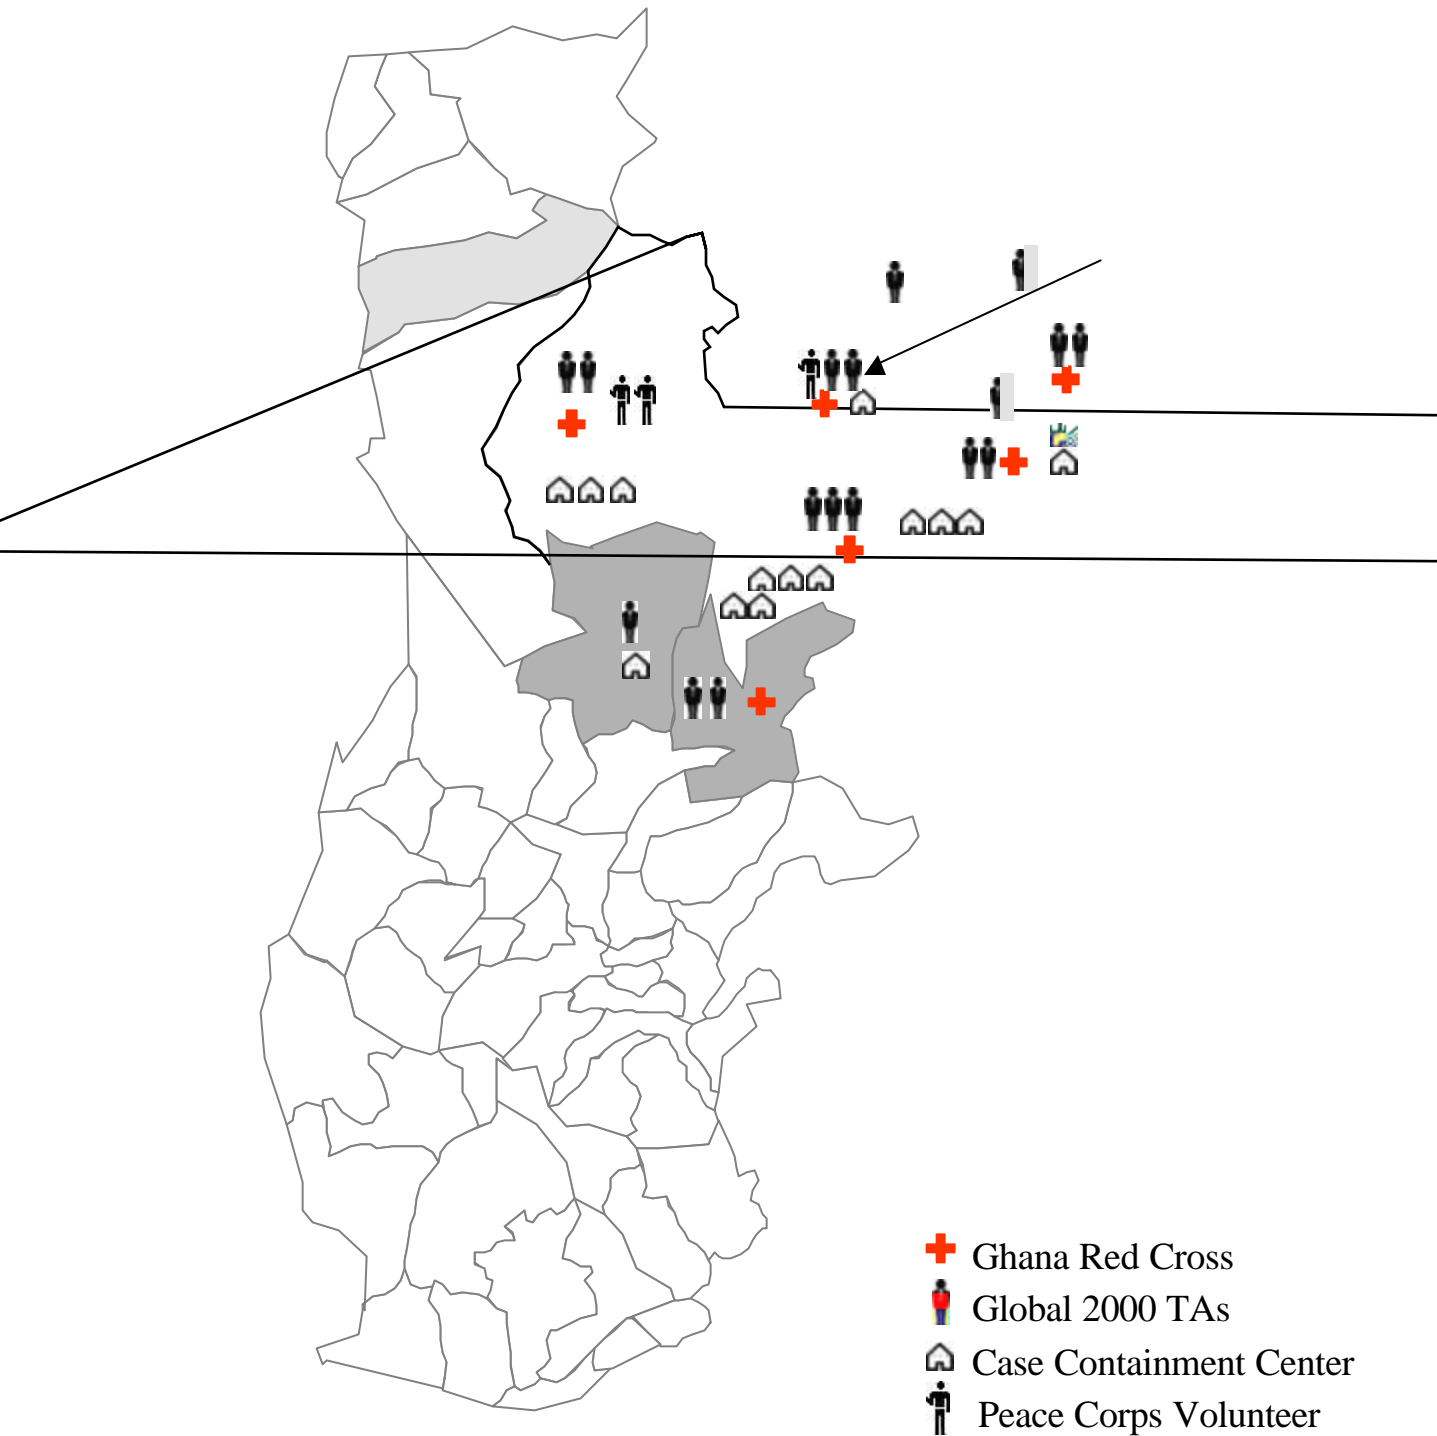 Ghana Red Cross
Global 2000 TAs
Case Containment Center
Peace Corps Volunteer